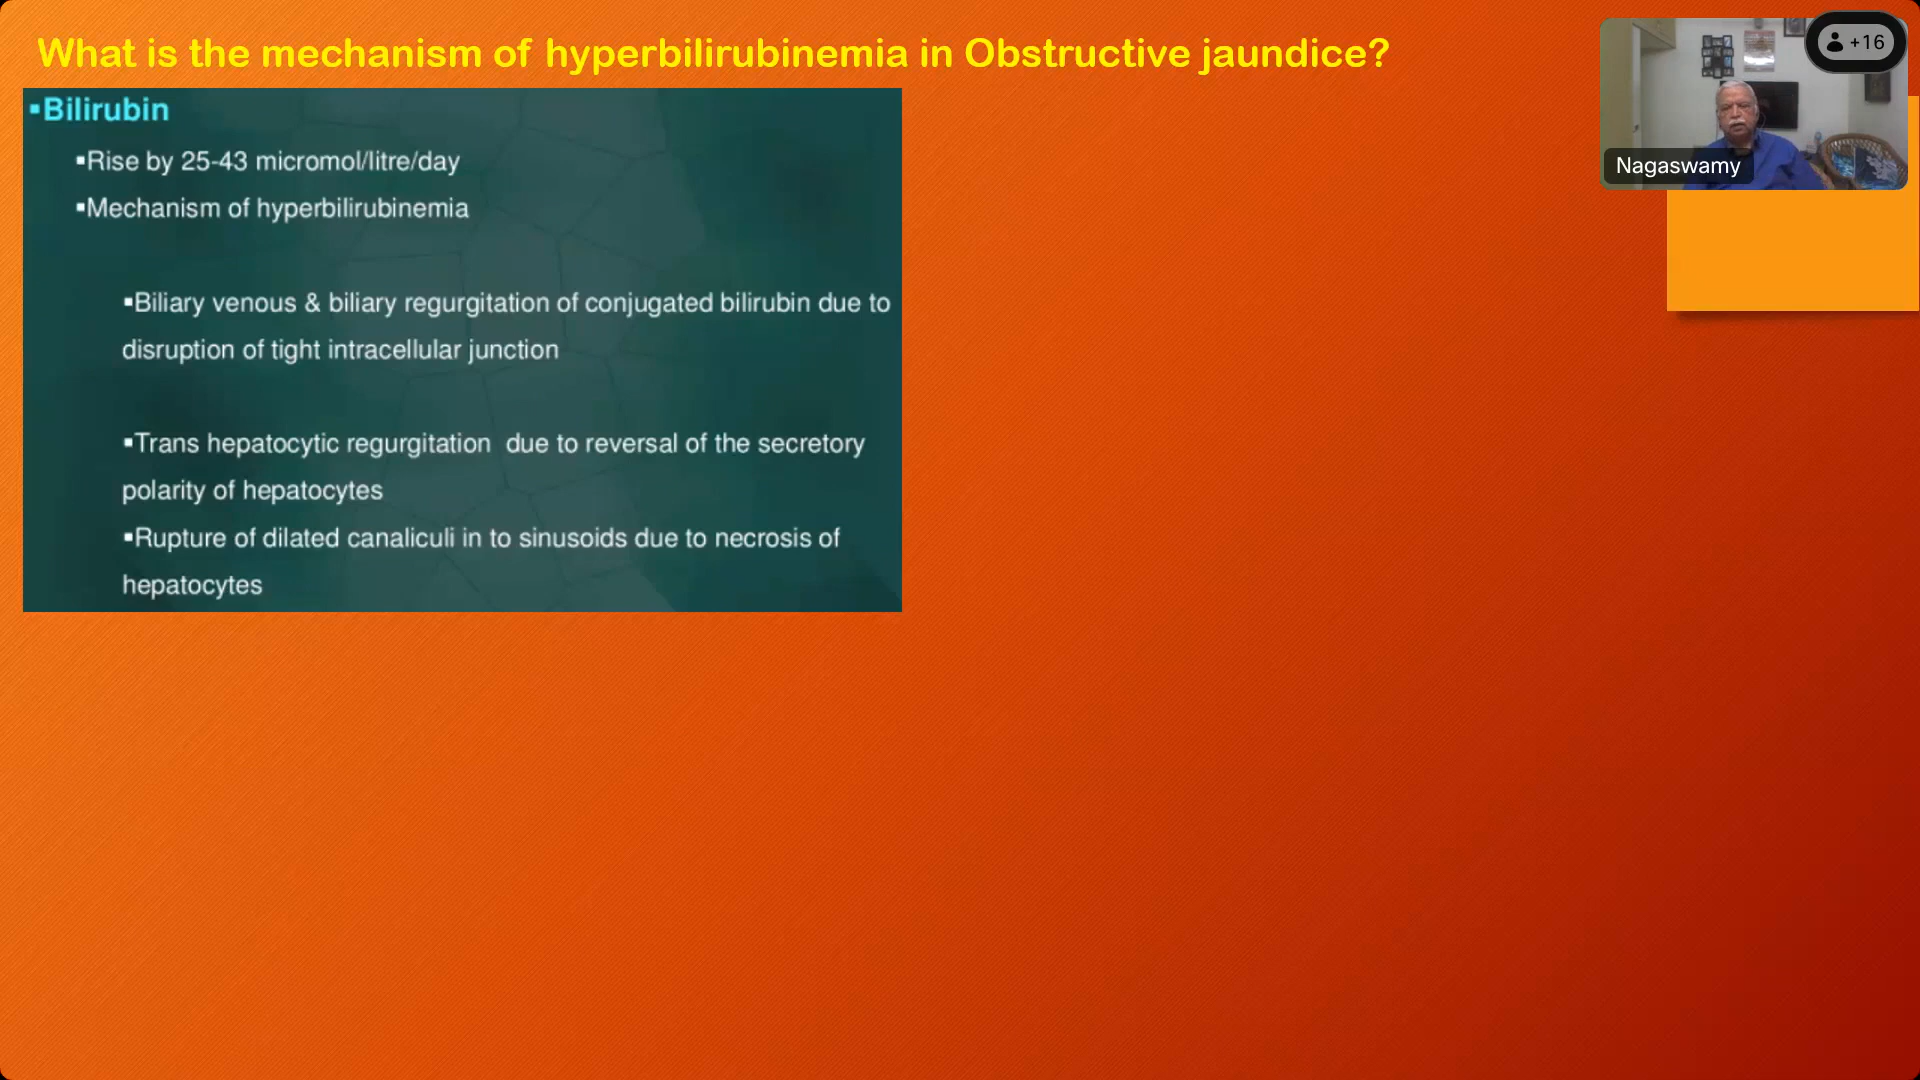 What is the mechanism of hyperbilirubinemia in Obstructive jaundice?
▪Bilirubin
▪Rise by 25-43 micromol/litre/day
▪Mechanism of hyperbilirubinemia
▪Biliary venous & biliary regurgitation of conjugated bilirubin due to
disruption of tight intracellular junction
▪Trans hepatocytic regurgitation due to reversal of the secretory
polarity of hepatocytes
▪Rupture of dilated canaliculi in to sinusoids due to necrosis of
hepatocytes
+16
Nagaswamy